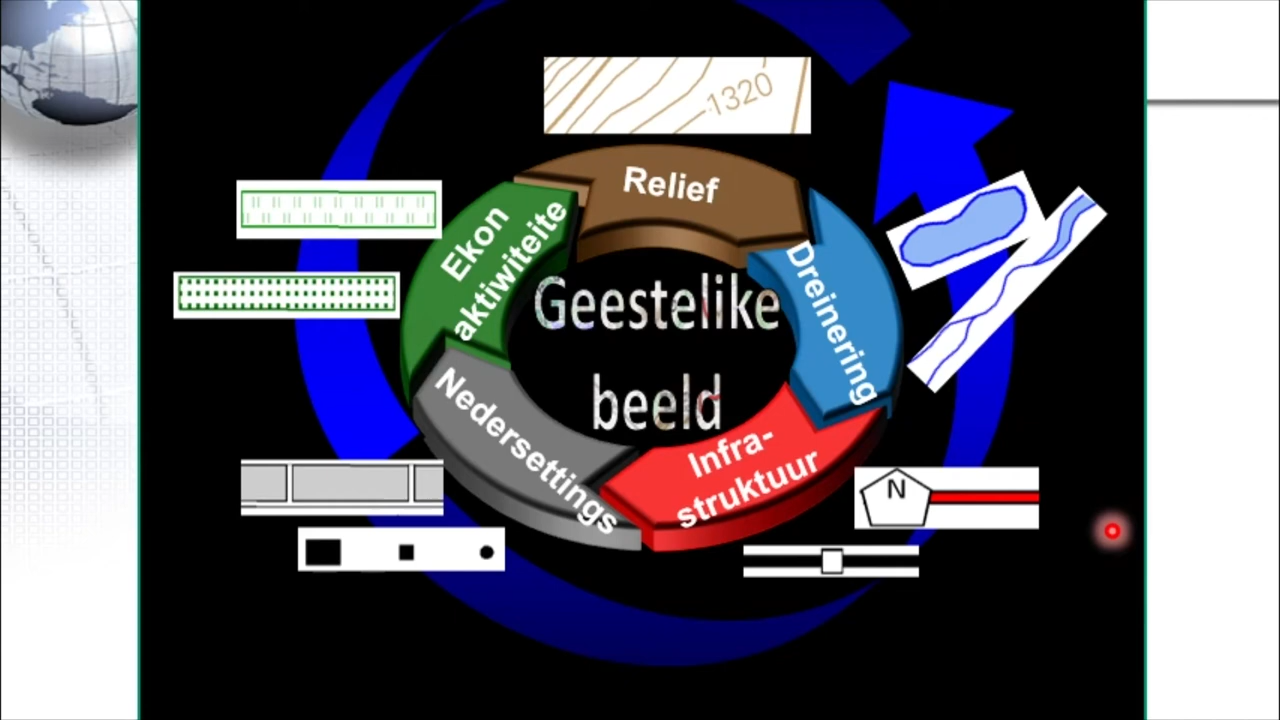 1320
Relief
Ekon
aktiwiteite
Dreinering
Geestelike
beeld
Nedersettings
Infra-
struktuur
N